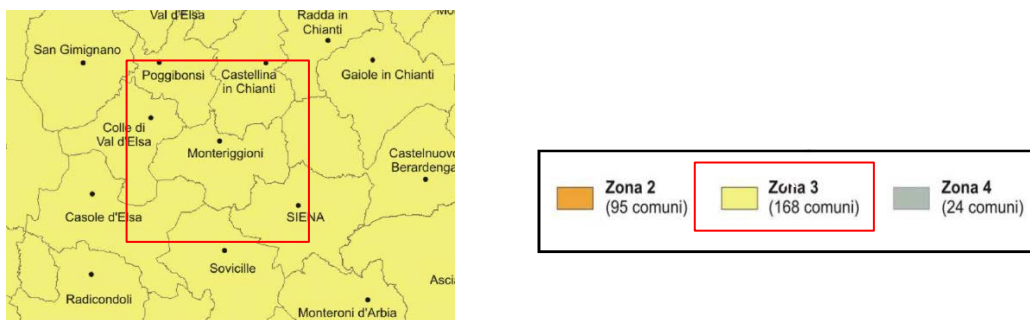 Val d'Elsa
Radda in
Chianti
San Gimignano
Poggibonsi
Castellina
in Chianti
Gaiole in Chianti
Colle di
Val d'Elsa
Monteriggioni
Castelnuovo
Berardenga
Casole d'Elsa
SIENA
Sovicille
Radicondoli
Monteroni d'Arbia
Zona 2
(95 comuni)
Zona 3
(168 comuni)
Zona 4
(24 comuni)